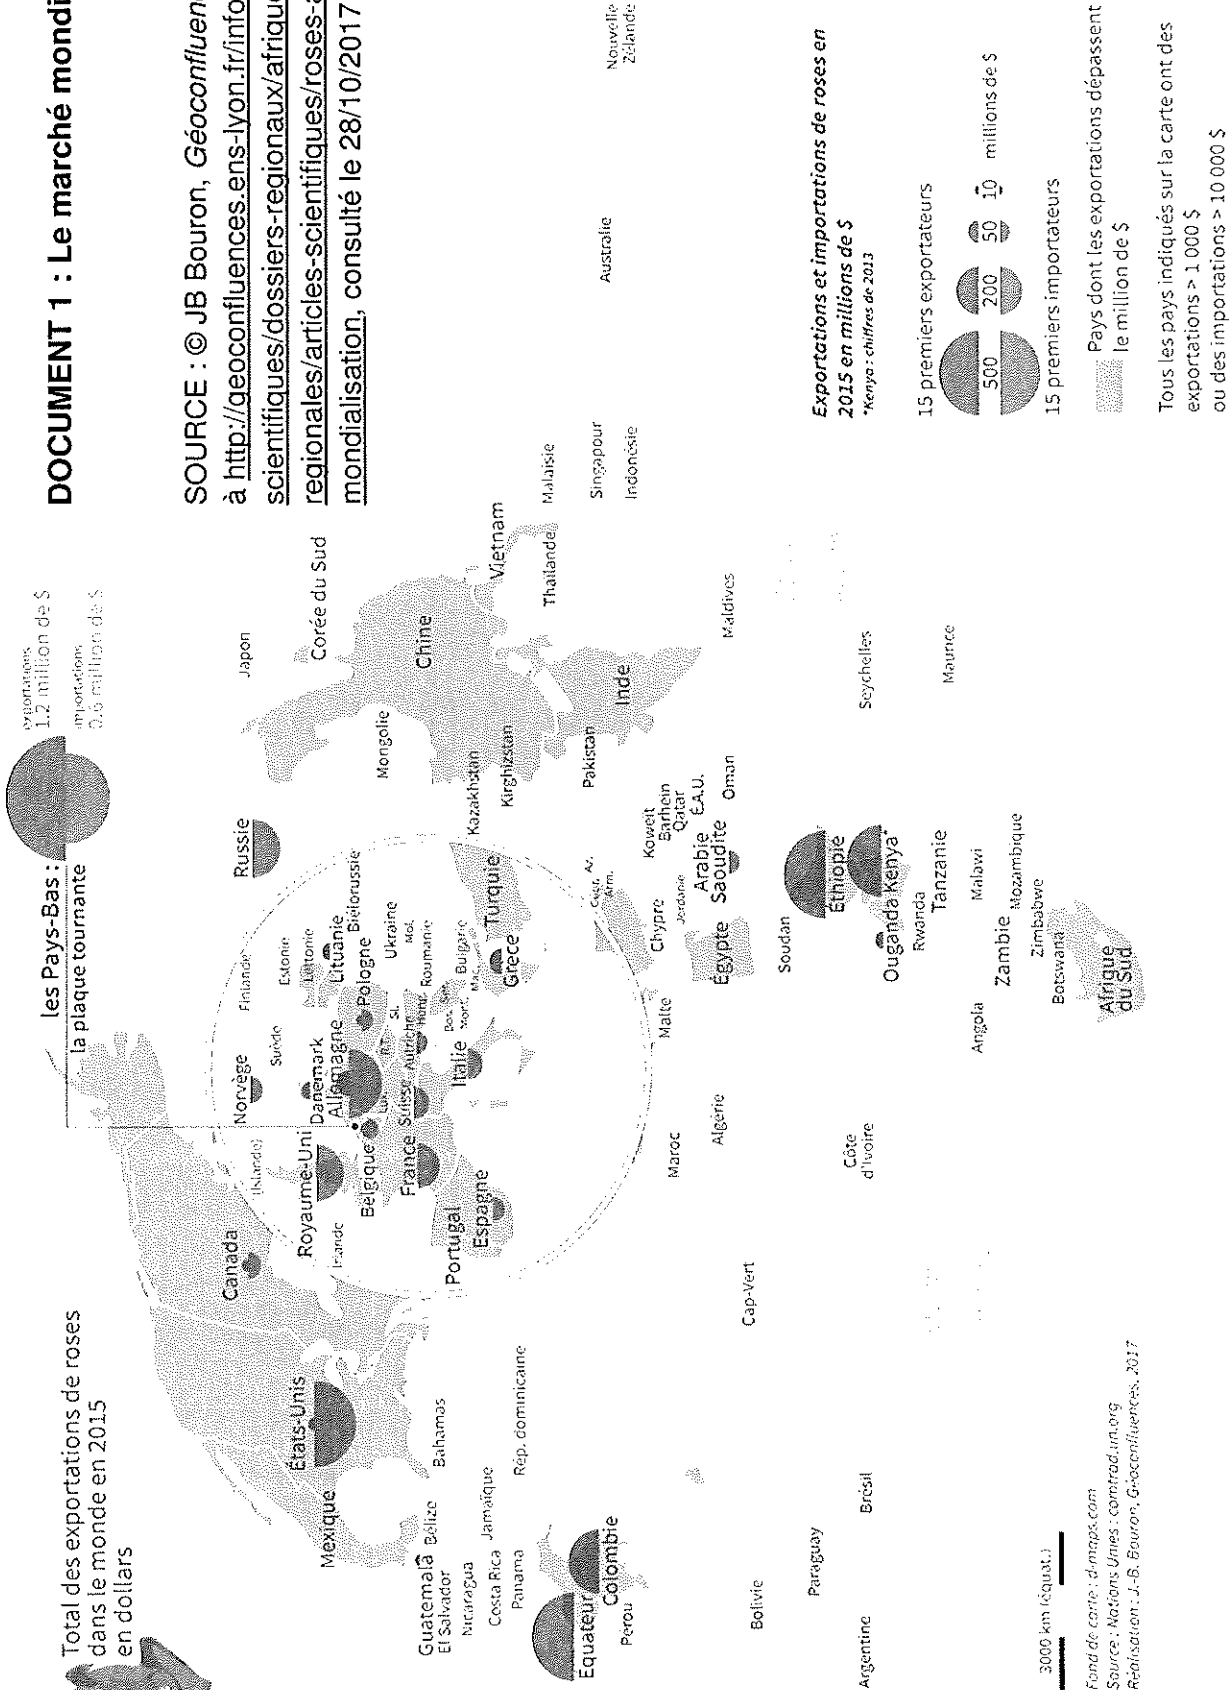 DOCUMENT 1 : Le marché mondi
SOURCE : © JB Bouron, Géoconfluen
à http://geoconfluences.ens-lyon.fr/info
scientifiques/dossiers-regionaux/afrique
regionales/articles-scientifiques/roses-a
mondialisation, consulté le 28/10/2017
Total des exportations de roses
dans le monde en 2015
en dollars
les Pays-Bas :
la plaque tournante
exportations
1.2 million de $
importations
0.6 million de $
Canada
États-Unis
Mexique
Bahamas
Bélize
Guatemala
El Salvador
Nicaragua
Jamaïque
Costa Rica
Rép. dominicaine
Panama
Équateur
Colombie
Pérou
Bolivie
Paraguay
Brésil
Argentine
Cap-Vert
(Islande)
Norvège
Suède
Finlande
Estonie
Lettonie
Lituanie
Biélorussie
Russie
Royaume-Uni
Irlande
Danemark
Allemagne
Pologne
Ukraine
Belgique
Lux.
R.T.
Sl.
Mol.
France
Suisse
Autriche
Hong.
Roumanie
Bos.
Ser.
Mont.
Mac.
Bulgarie
Portugal
Espagne
Italie
Grèce
Turquie
Géor.
Az.
Arm.
Malte
Chypre
Maroc
Algérie
Égypte
Jordanie
Koweït
Barhein
Qatar
É.A.U.
Arabie
Saoudite
Oman
Soudan
Éthiopie
Côte
d'Ivoire
Ouganda
Kenya*
Rwanda
Tanzanie
Angola
Malawi
Zambie
Mozambique
Zimbabwe
Botswana
Afrique
du Sud
Seychelles
Maurice
Maldives
Japon
Corée du Sud
Mongolie
Chine
Kazakhstan
Kirghizstan
Pakistan
Inde
Vietnam
Thaïlande
Malaisie
Singapour
Indonésie
Australie
Nouvelle
Zélande
Exportations et importations de roses en
2015 en millions de $
*Kenya : chiffres de 2013
15 premiers exportateurs
500 200 50 10 millions de $
15 premiers importateurs
Pays dont les exportations dépassent
le million de $
Tous les pays indiqués sur la carte ont des
exportations > 1 000 $
ou des importations > 10 000 $
3000 km (équat.)
Fond de carte : d-maps.com
Source : Nations Unies : comtrad.un.org
Réalisation : J.-B. Bouron, Géoconfluences, 2017